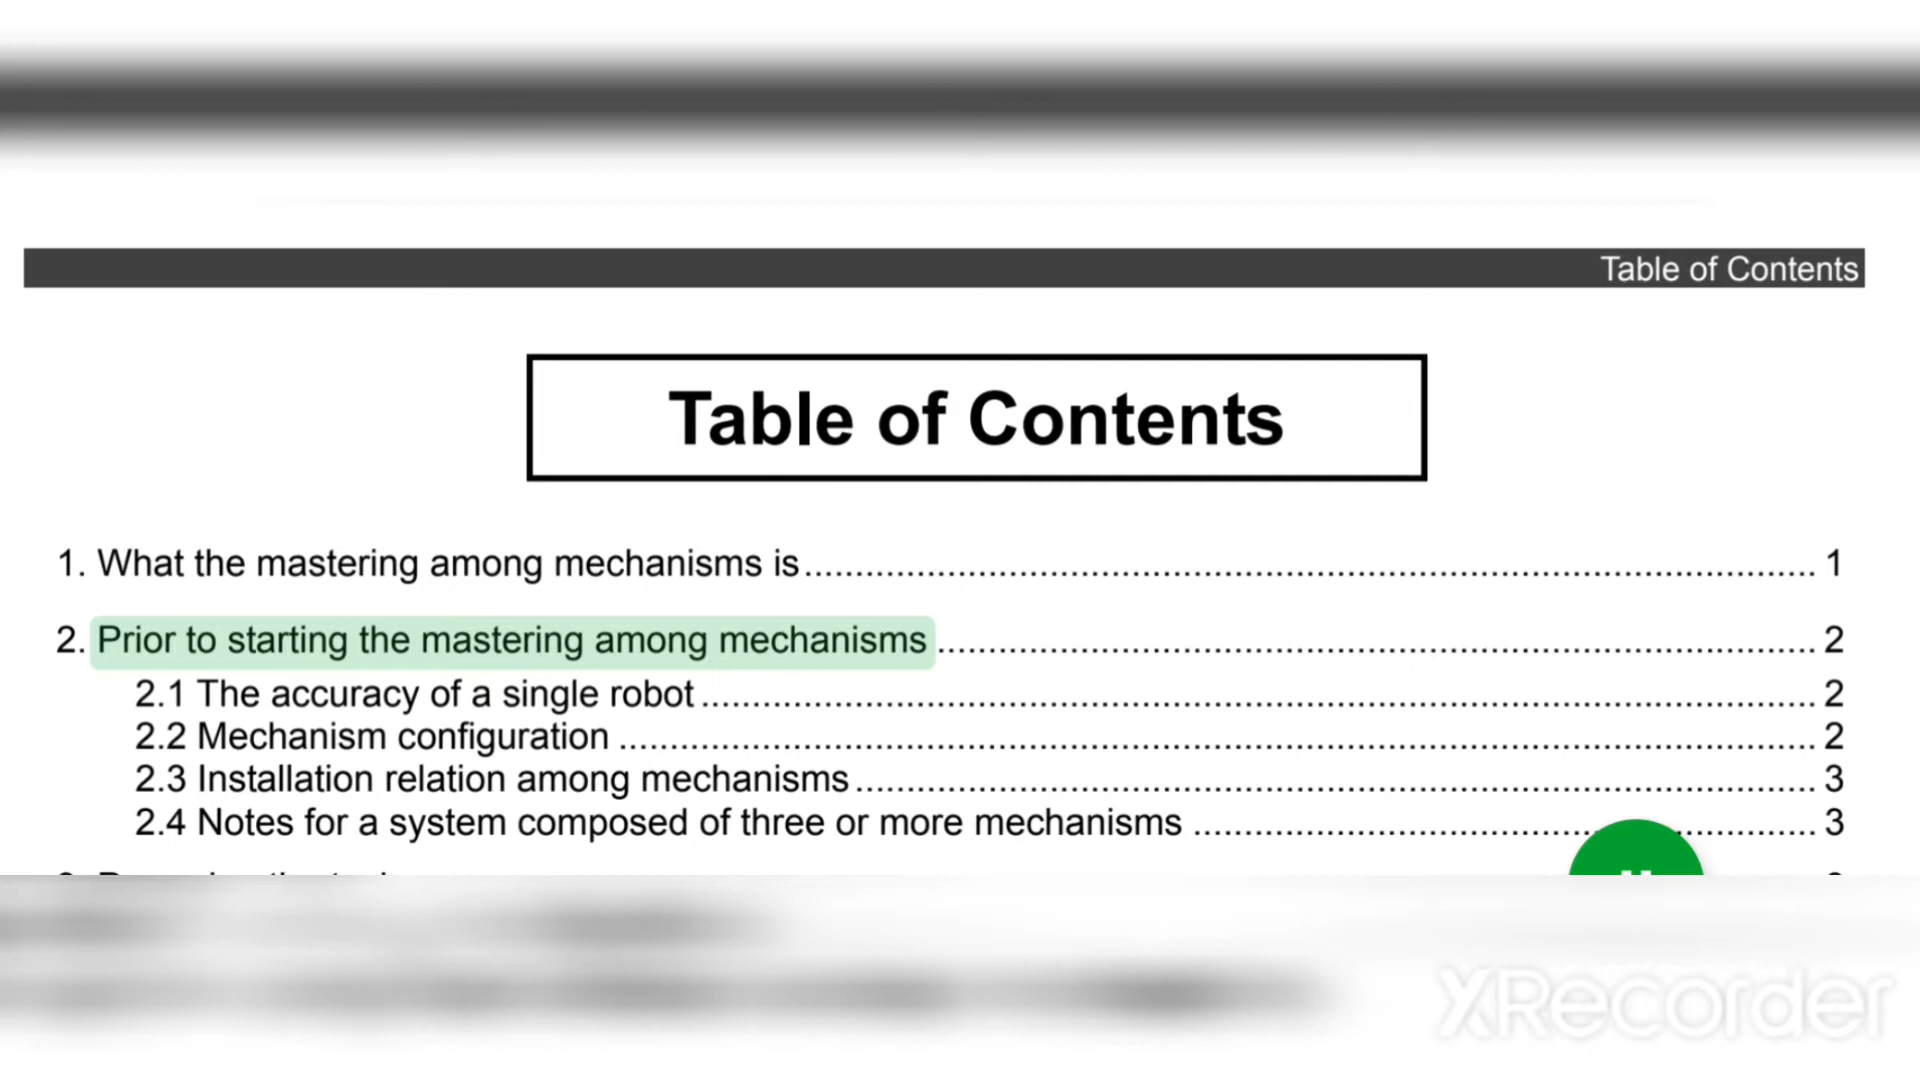 Table of Contents
Table of Contents
1. What the mastering among mechanisms is........................................................................................ 1
2. Prior to starting the mastering among mechanisms ............................................................................ 2
2.1 The accuracy of a single robot........................................................................................ 2
2.2 Mechanism configuration ........................................................................................ 2
2.3 Installation relation among mechanisms........................................................................................ 3
2.4 Notes for a system composed of three or more mechanisms ............................................................ 3
XRecorder